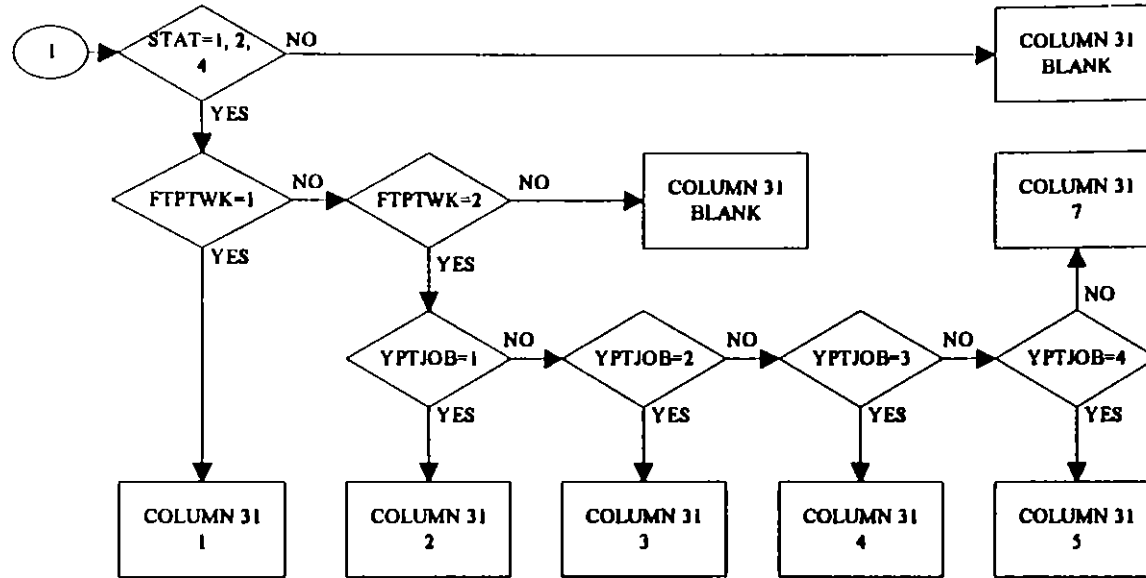 1
STAT=1, 2,
4
NO
COLUMN 31
BLANK
YES
FTPTWK=1
NO
FTPTWK=2
NO
COLUMN 31
BLANK
COLUMN 31
7
YES
YES
NO
YPTJOB=1
NO
YPTJOB=2
NO
YPTJOB=3
NO
YPTJOB=4
YES
YES
YES
YES
COLUMN 31
1
COLUMN 31
2
COLUMN 31
3
COLUMN 31
4
COLUMN 31
5